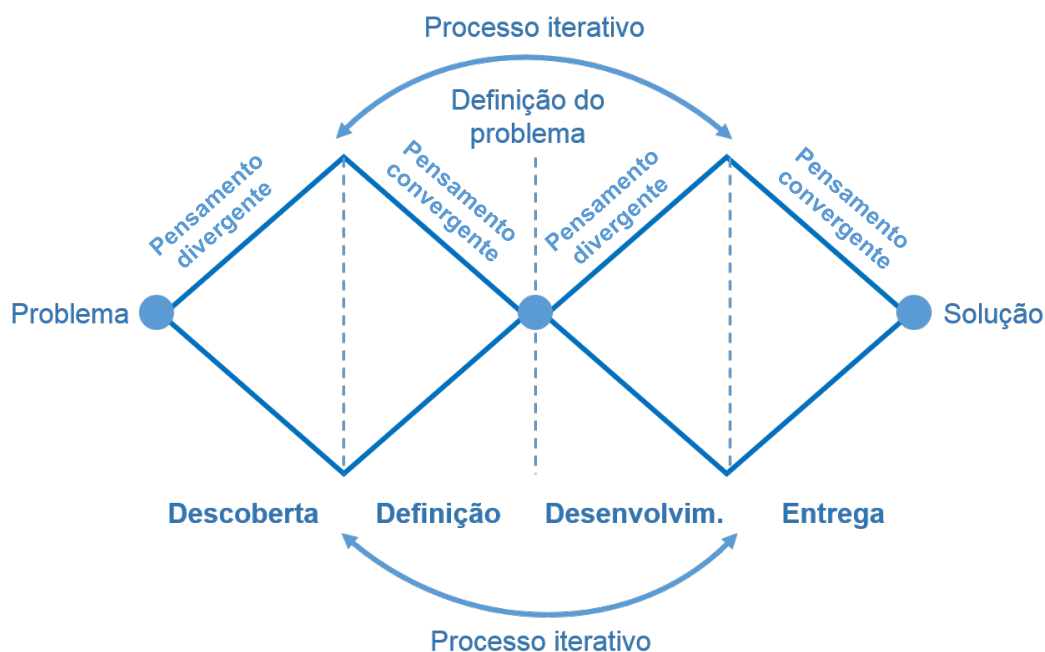 Processo iterativo
Definição do
problema
Pensamento
divergente
Pensamento
convergente
Pensamento
divergente
Pensamento
convergente
Problema
Solução
Descoberta
Definição
Desenvolvim.
Entrega
Processo iterativo